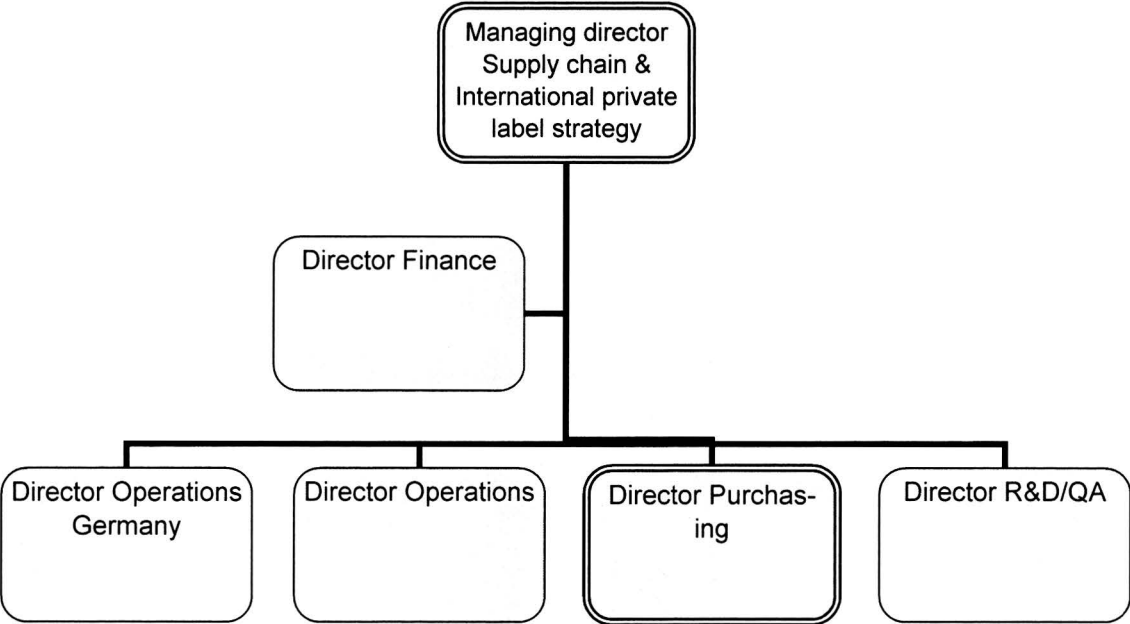 Managing director
Supply chain &
International private
label strategy
Director Finance
Director Operations
Germany
Director Operations
Director Purchas-
ing
Director R&D/QA